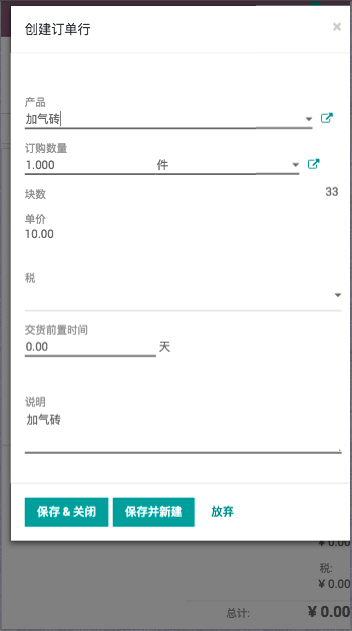 创建订单行
×
产品
加气砖
订购数量
1.000 件
块数 33
单价
10.00
税
交货前置时间
0.00 天
说明
加气砖
保存 & 关闭 保存并新建 放弃
¥ 0.00
税:
¥ 0.00
总计: ¥ 0.00